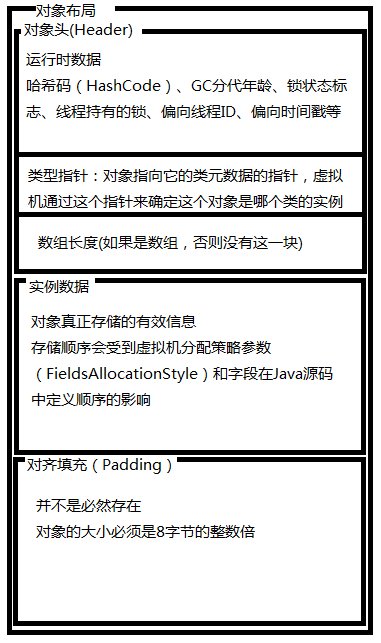 对象布局
对象头(Header)
运行时数据
哈希码（HashCode）、GC分代年龄、锁状态标
志、线程持有的锁、偏向线程ID、偏向时间戳等
类型指针：对象指向它的类元数据的指针，虚拟
机通过这个指针来确定这个对象是哪个类的实例
数组长度(如果是数组，否则没有这一块)
实例数据
对象真正存储的有效信息
存储顺序会受到虚拟机分配策略参数
（FieldsAllocationStyle）和字段在Java源码
中定义顺序的影响
对齐填充（Padding）
并不是必然存在
对象的大小必须是8字节的整数倍